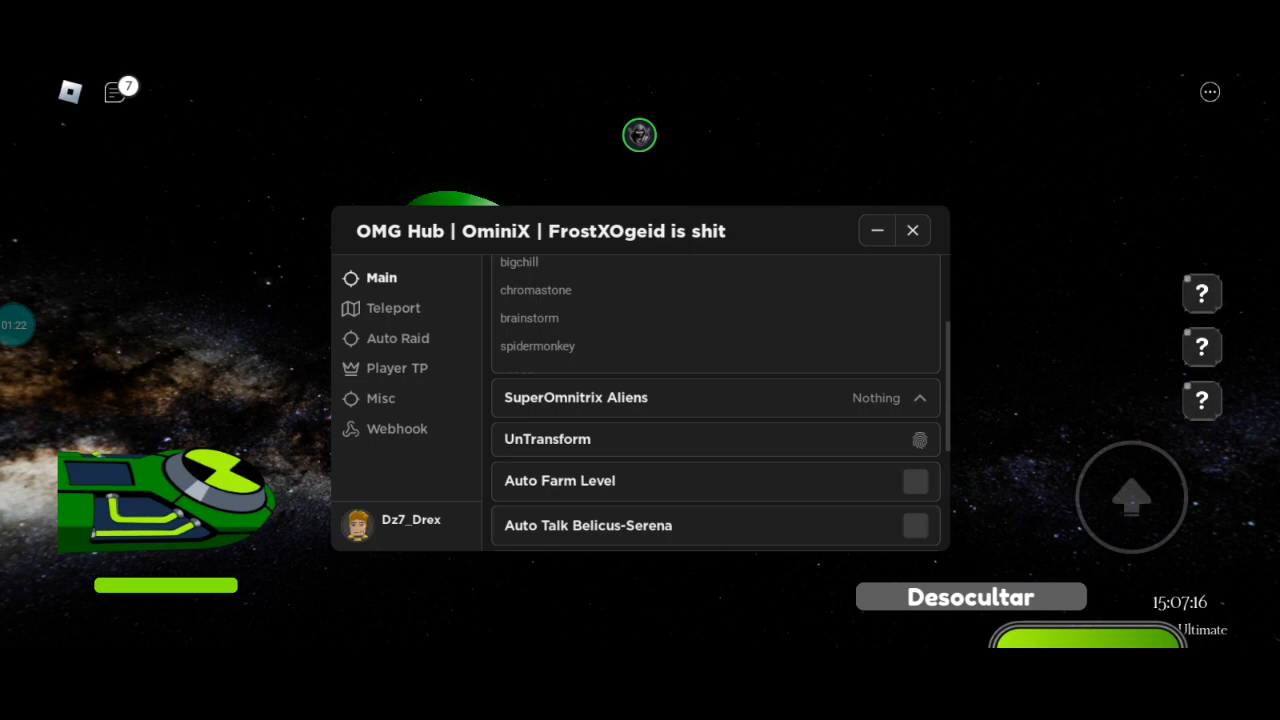 7
OMG Hub | OminiX | FrostXOgeid is shit
Main
Teleport
Auto Raid
Player TP
Misc
Webhook
Dz7_Drex
bigchill
chromastone
brainstorm
spidermonkey
SuperOmnitrix Aliens Nothing
UnTransform
Auto Farm Level
Auto Talk Belicus-Serena
01:22
?
?
?
Desocultar
15:07:16
Ultimate